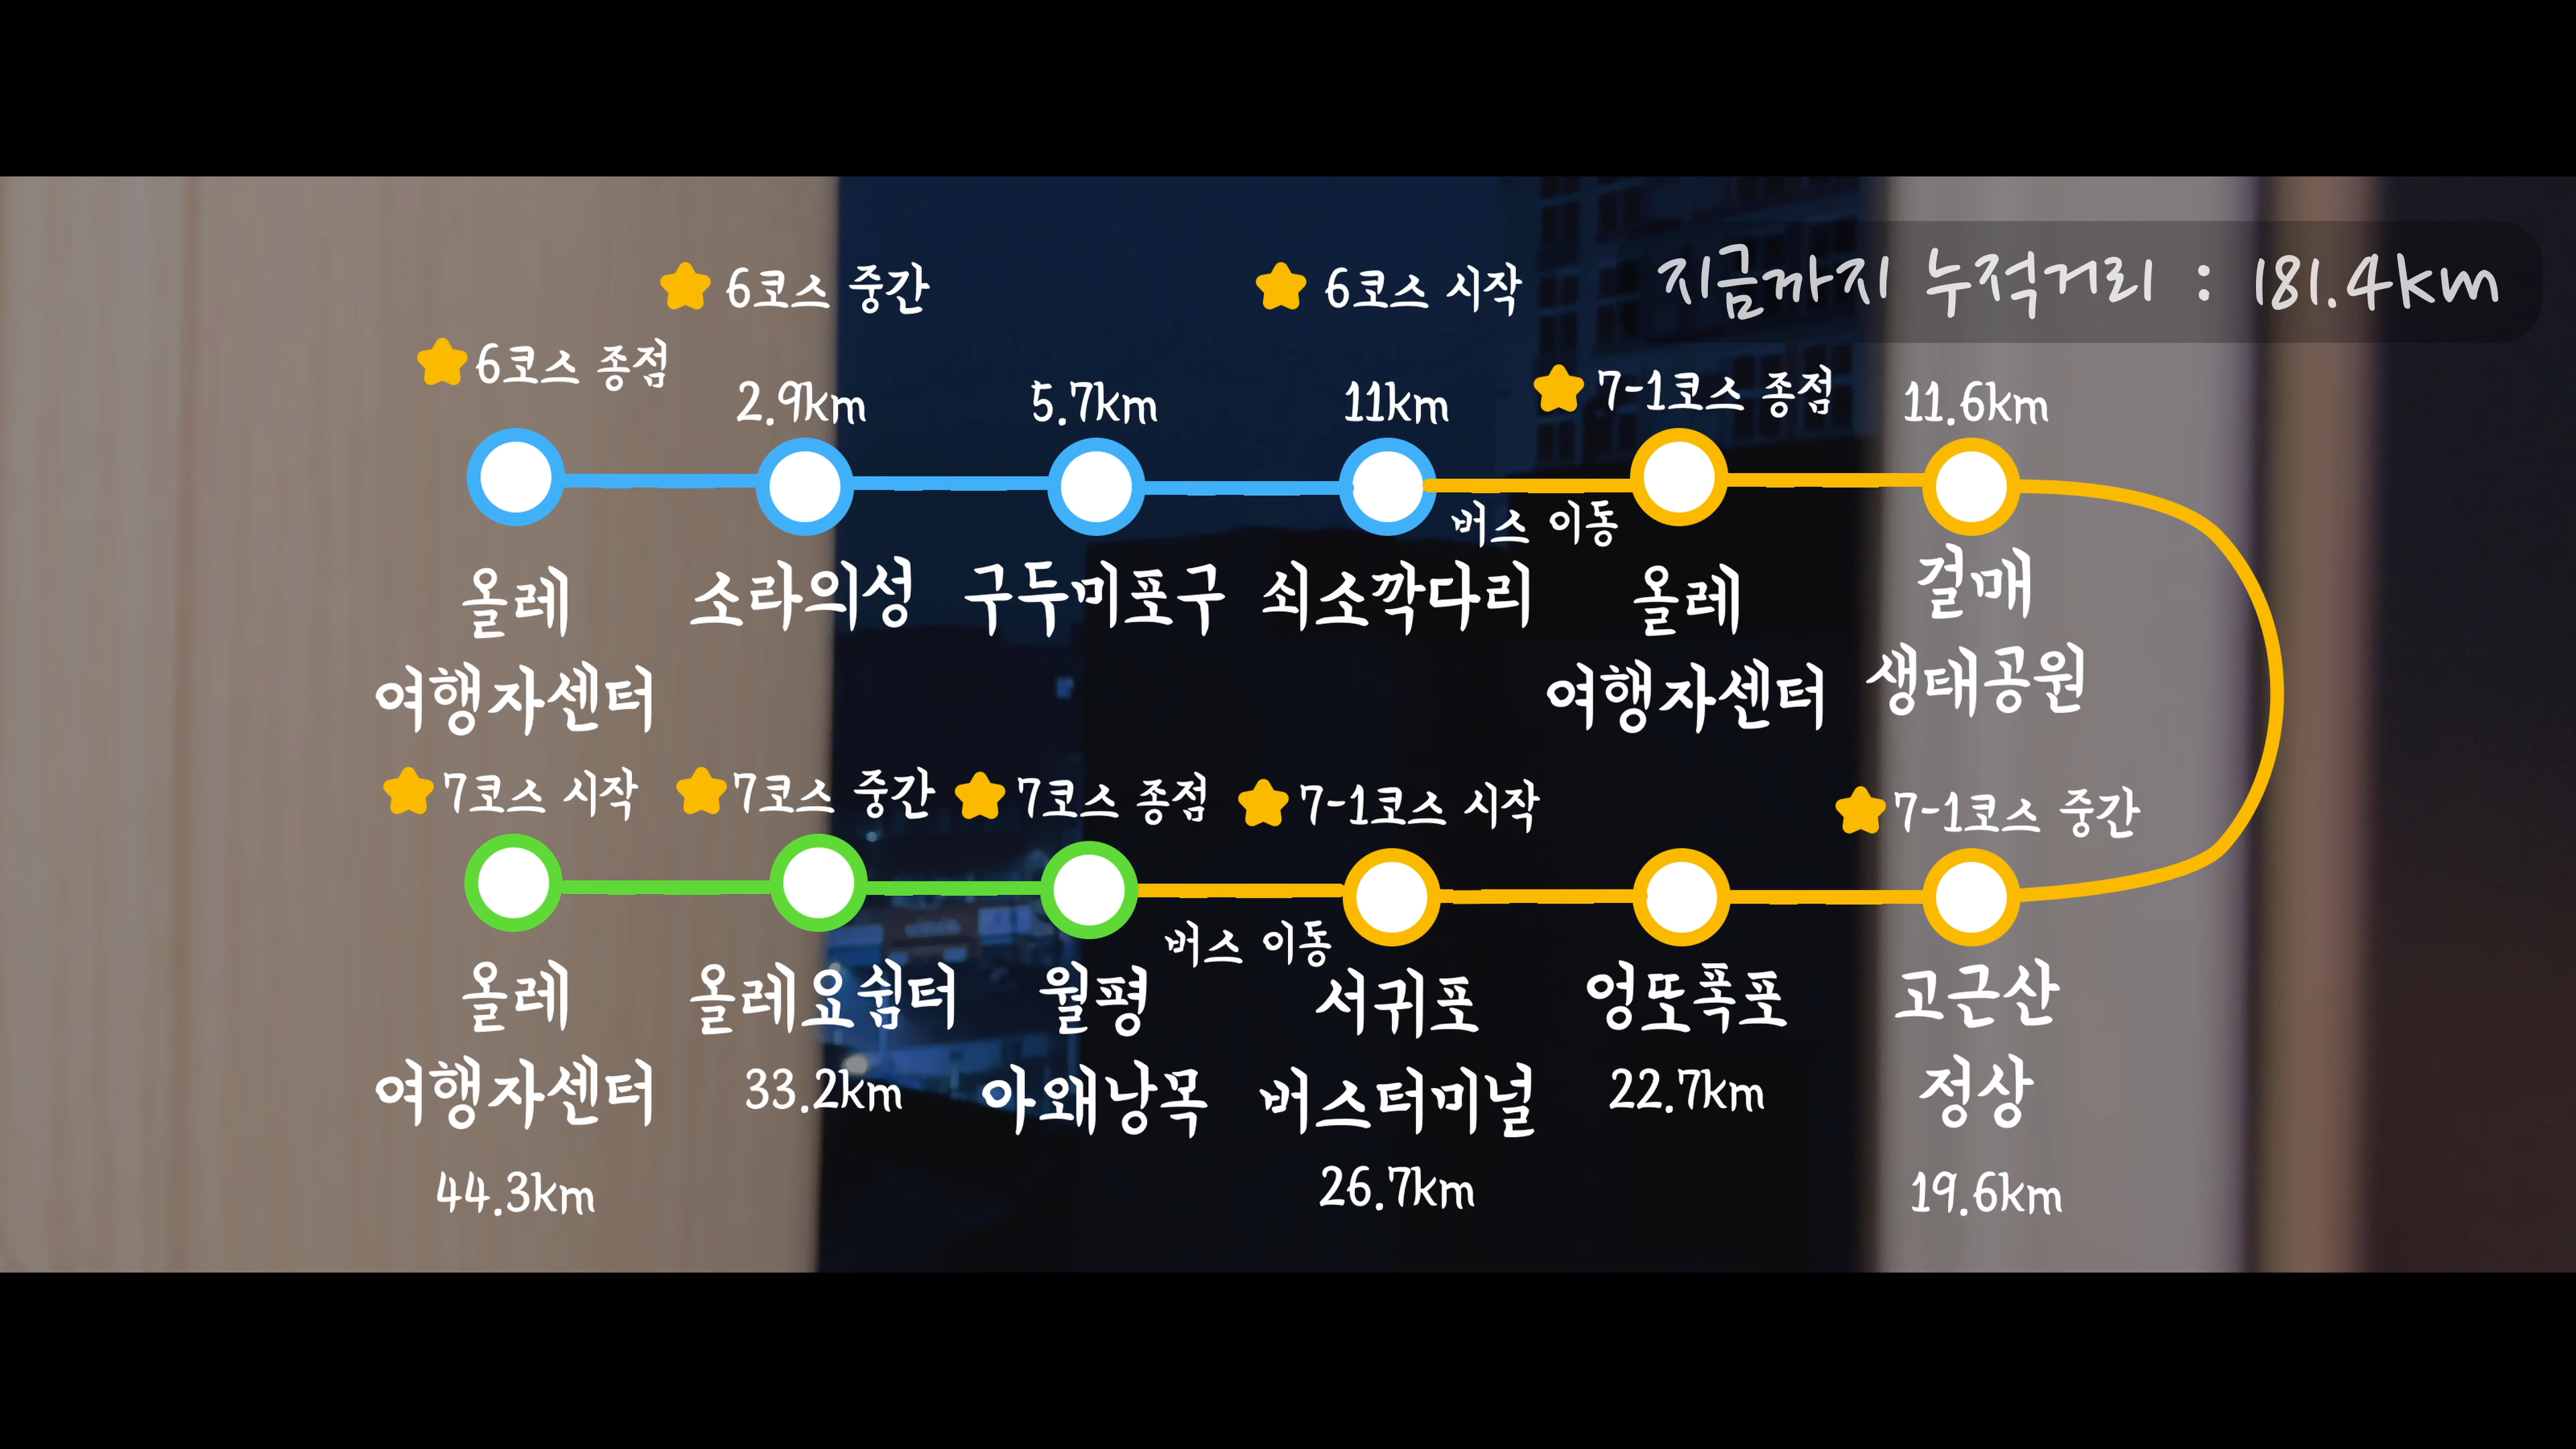 지금까지 누적거리 : 181.4km
6코스 중간
6코스 시작
6코스 종점
7-1코스 종점
2.9km
5.7km
11km
11.6km
버스 이동
올레
여행자센터
소라의성
구두미포구
쇠소깍다리
올레
여행자센터
걸매
생태공원
7코스 시작
7코스 중간
7코스 종점
7-1코스 시작
7-1코스 중간
버스 이동
올레
여행자센터
44.3km
올레요쉼터
33.2km
월평
아왜낭목
서귀포
버스터미널
26.7km
엉또폭포
22.7km
고근산
정상
19.6km